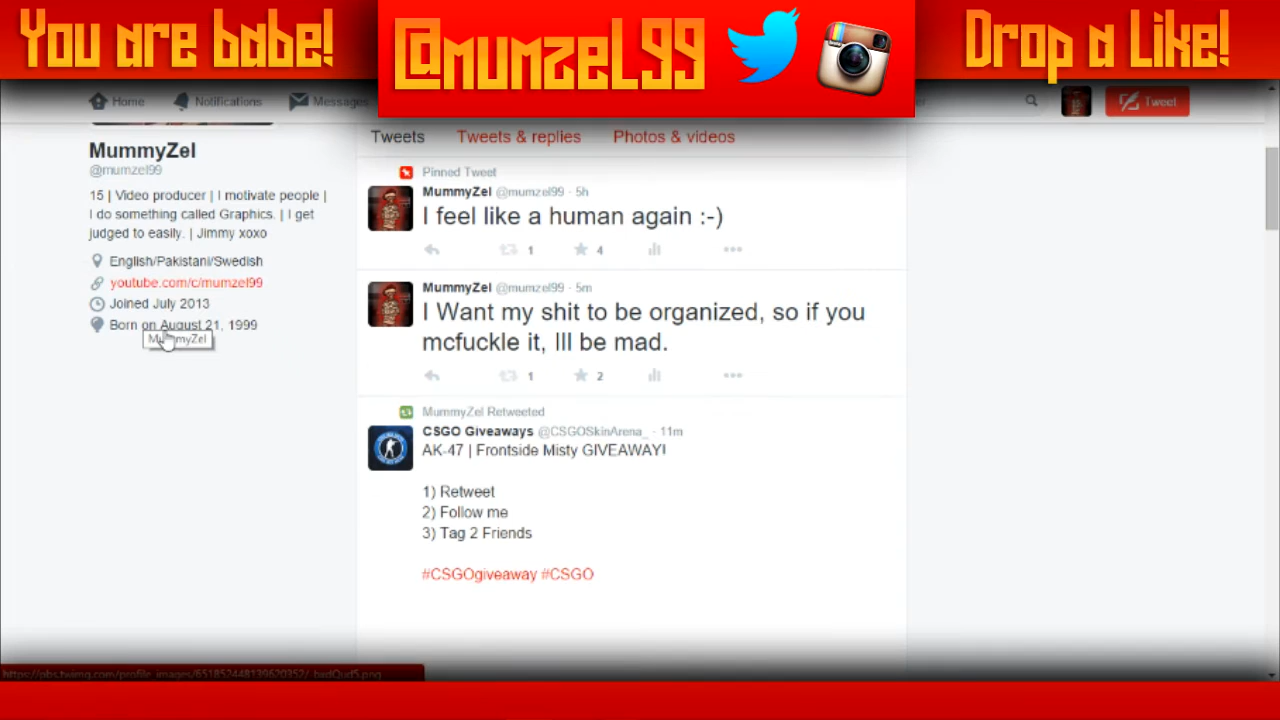 You are babe!
@mumzel99
Drop a Like!
Home
Notifications
Messages
Tweet
MummyZel
@mumzel99
15 | Video producer | I motivate people |
I do something called Graphics. | I get
judged to easily. | Jimmy xoxo
English/Pakistani/Swedish
youtube.com/c/mumzel99
Joined July 2013
Born on August 21, 1999
MummyZel
Tweets
Tweets & replies
Photos & videos
Pinned Tweet
MummyZel @mumzel99 · 5h
I feel like a human again :-)
1
4
MummyZel @mumzel99 · 5m
I Want my shit to be organized, so if you
mcfuckle it, Ill be mad.
1
2
MummyZel Retweeted
CSGO Giveaways @CSGOSkinArena_ · 11m
AK-47 | Frontside Misty GIVEAWAY!
1) Retweet
2) Follow me
3) Tag 2 Friends
#CSGOgiveaway #CSGO